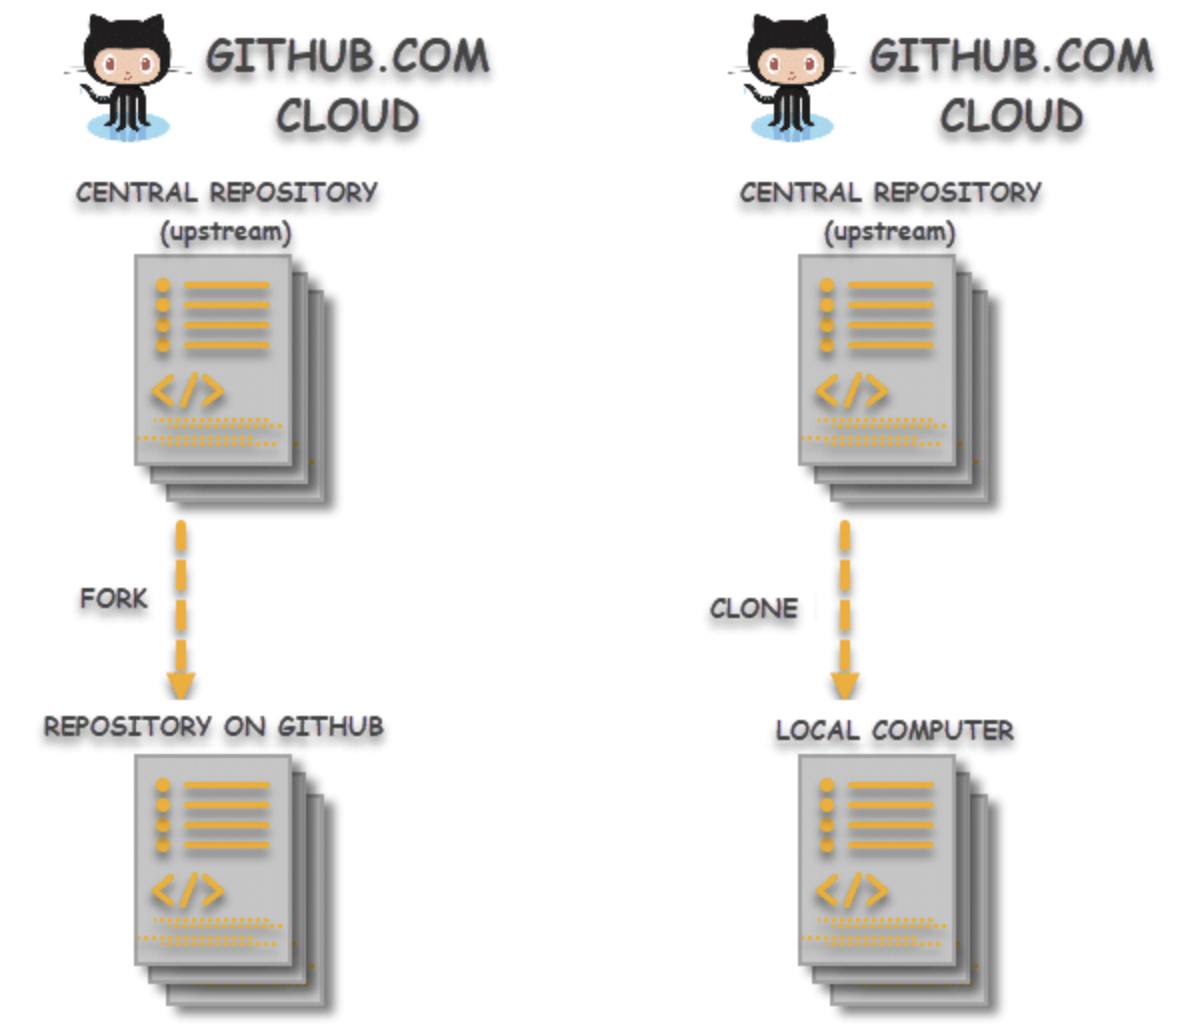 GITHUB.COM
CLOUD
CENTRAL REPOSITORY
(upstream)
</>
FORK
REPOSITORY ON GITHUB
</>
GITHUB.COM
CLOUD
CENTRAL REPOSITORY
(upstream)
</>
CLONE
LOCAL COMPUTER
</>